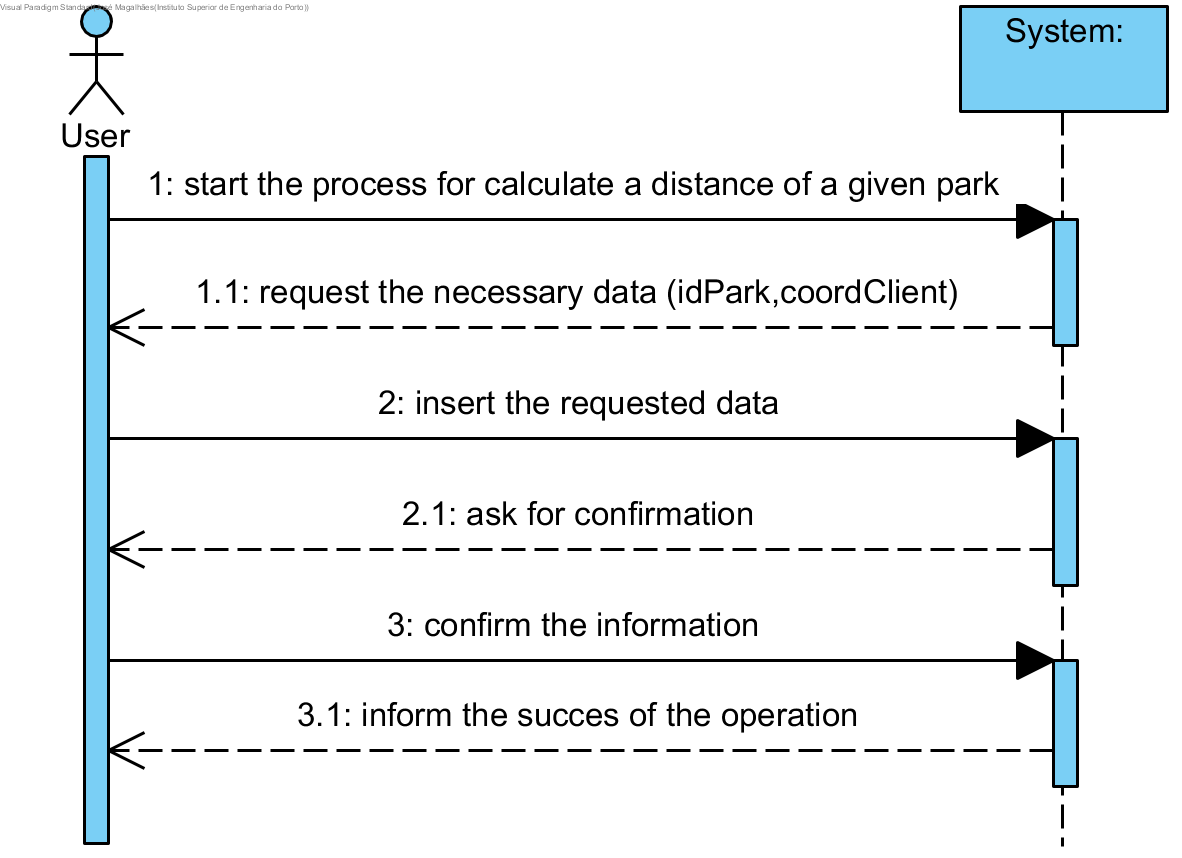 Visual Paradigm Standard(José Magalhães(Instituto Superior de Engenharia do Porto))
System:
User
1: start the process for calculate a distance of a given park
1.1: request the necessary data (idPark,coordClient)
2: insert the requested data
2.1: ask for confirmation
3: confirm the information
3.1: inform the succes of the operation